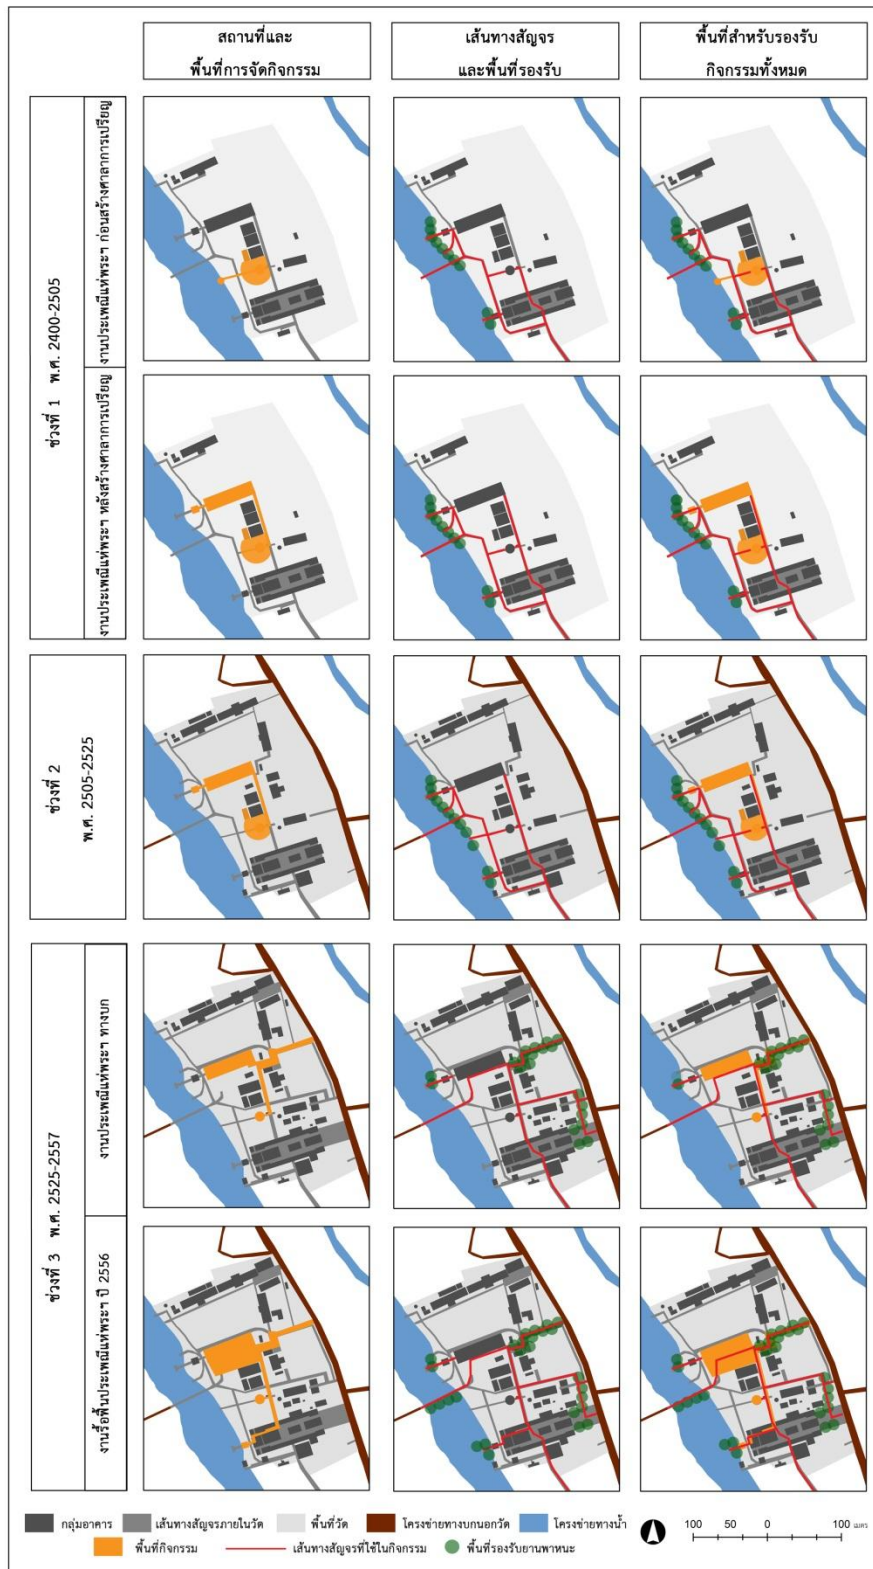 สถานที่และ
พื้นที่การจัดกิจกรรม
เส้นทางสัญจร
และพื้นที่รองรับ
พื้นที่สำหรับรองรับ
กิจกรรมทั้งหมด
ช่วงที่ 1 พ.ศ. 2400-2505
งานประเพณีแห่พระฯ ก่อนสร้างศาลาการเปรียญ
งานประเพณีแห่พระฯ หลังสร้างศาลาการเปรียญ
ช่วงที่ 2
พ.ศ. 2505-2525
ช่วงที่ 3 พ.ศ. 2525-2557
งานประเพณีแห่พระฯ ทางบก
งานรื้อฟื้นประเพณีแห่พระฯ ปี 2556
กลุ่มอาคาร
เส้นทางสัญจรภายในวัด
พื้นที่วัด
โครงข่ายทางบกนอกวัด
โครงข่ายทางน้ำ
พื้นที่กิจกรรม
เส้นทางสัญจรที่ใช้ในกิจกรรม
พื้นที่รองรับยานพาหนะ
100 50 0 100 เมตร